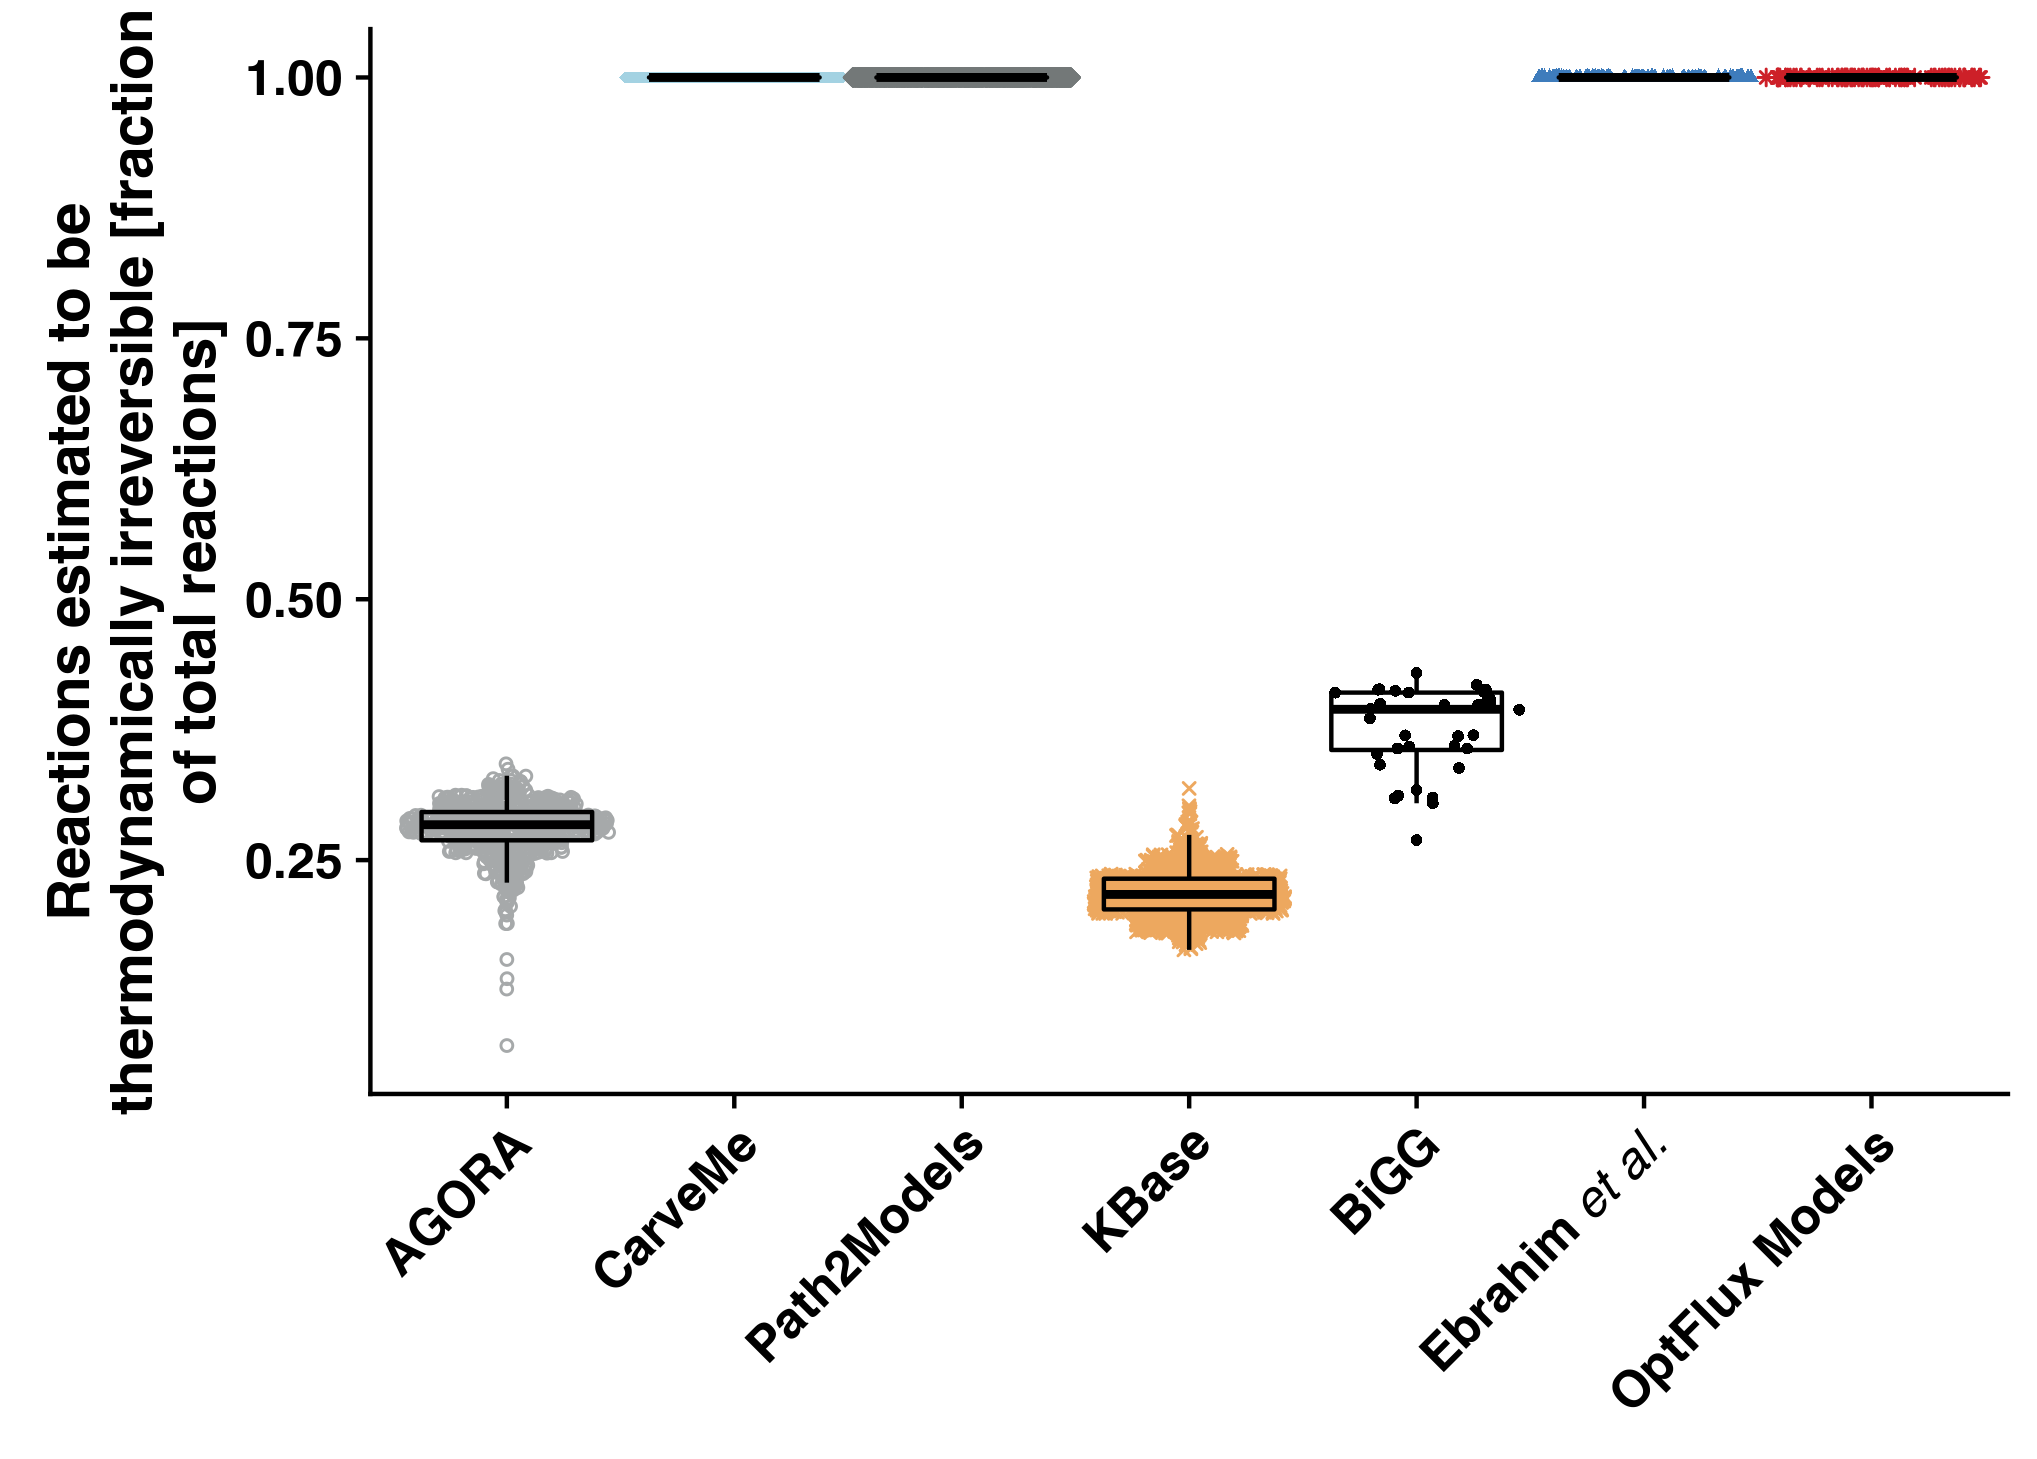 Reactions estimated to be
thermodynamically irreversible [fraction
of total reactions]
1.00
0.75
0.50
0.25
AGORA
CarveMe
Path2Models
KBase
BiGG
Ebrahim et al.
OptFlux Models